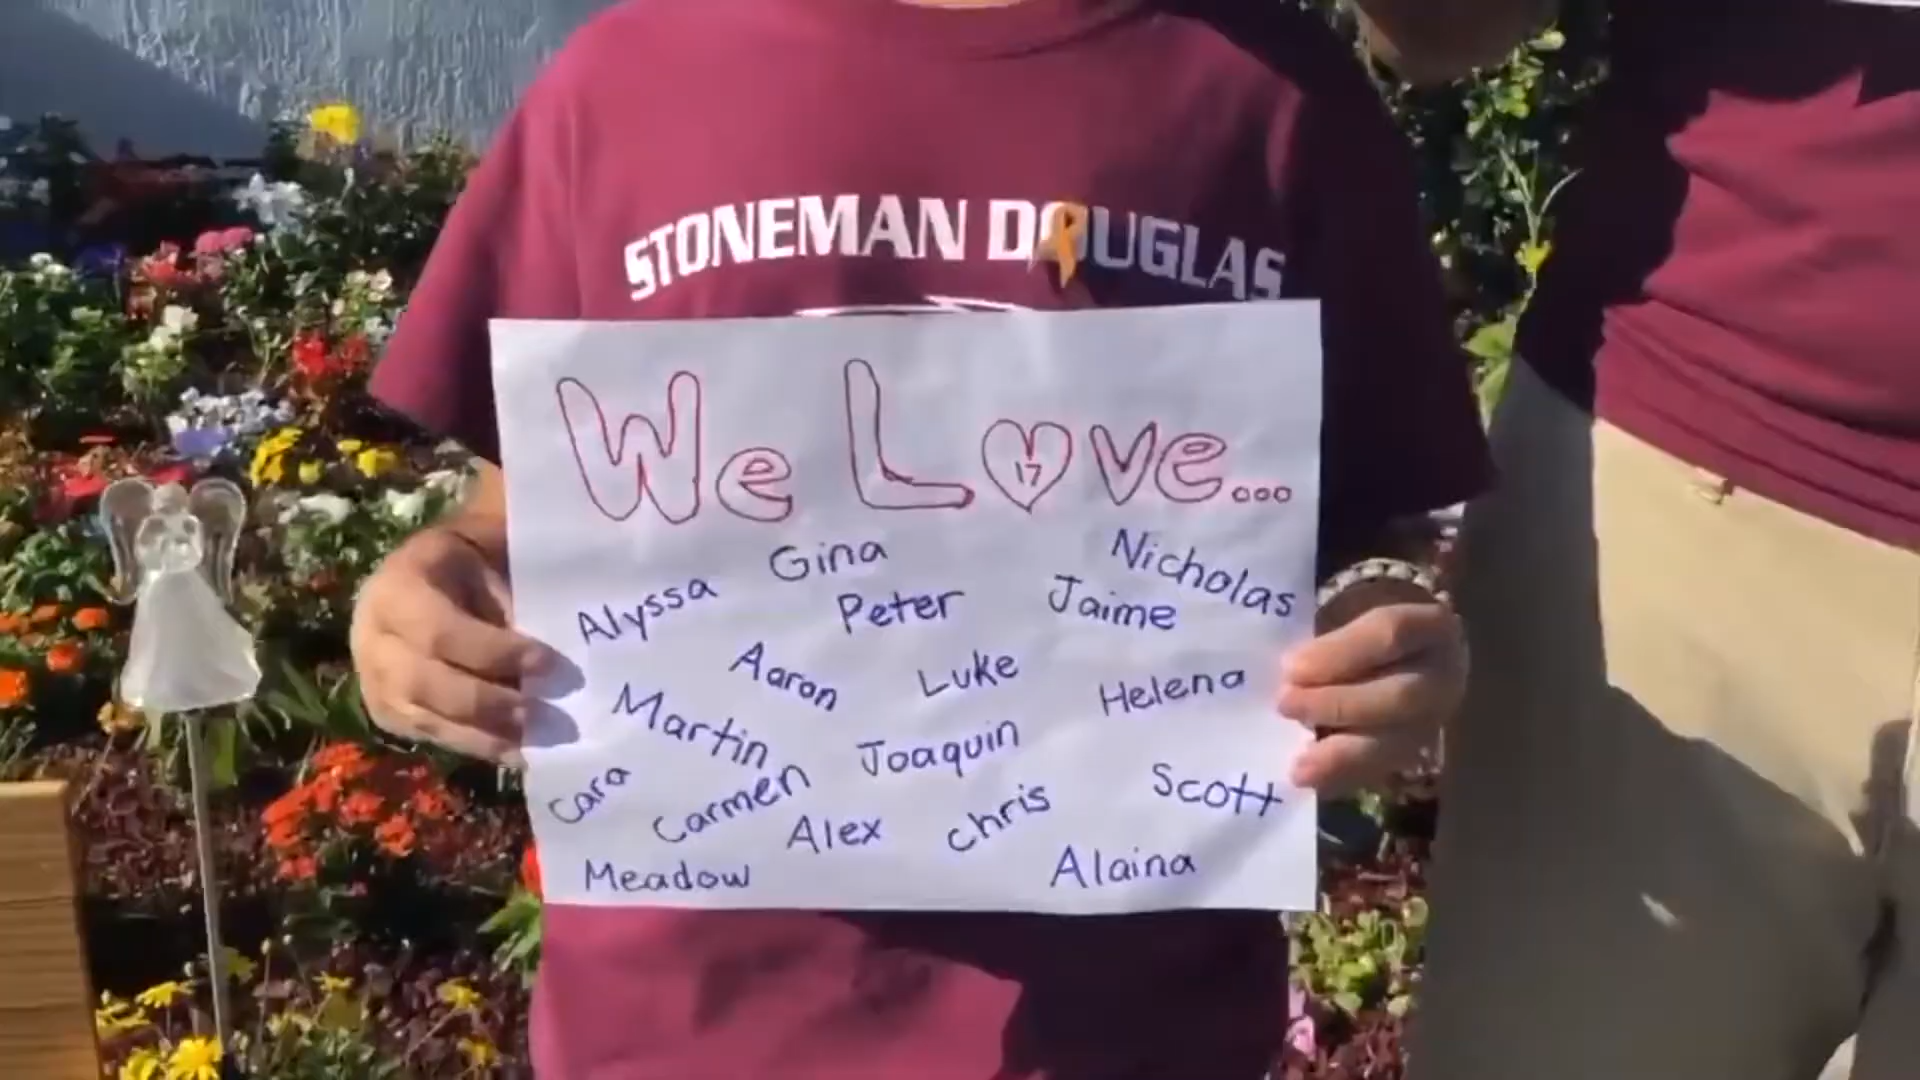 STONEMAN DOUGLAS
We Love...
17
Gina
Nicholas
Alyssa
Peter
Jaime
Aaron
Luke
Helena
Martin
Joaquin
Cara
Carmen
Scott
Alex
Chris
Meadow
Alaina